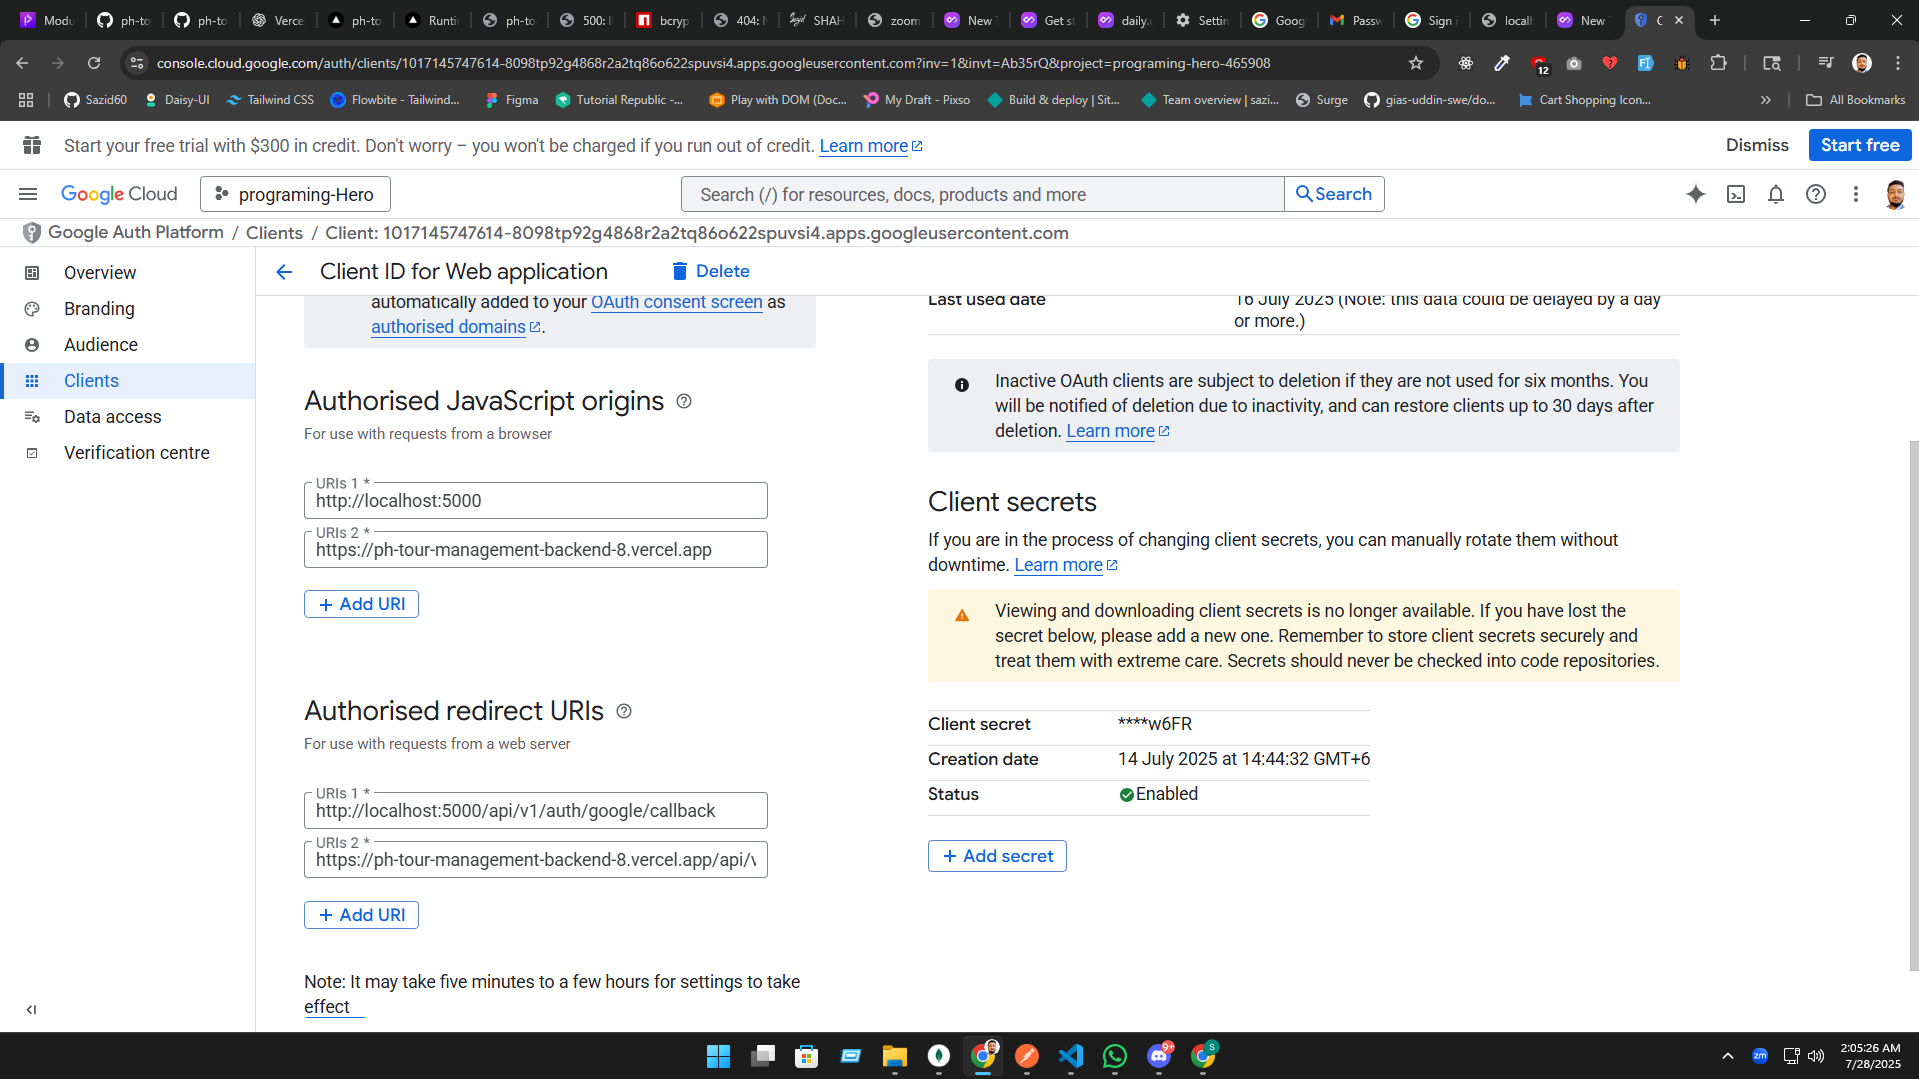 Modu
ph-to
ph-to
Vercel
ph-to
Runti
ph-to
500: I
bcryp
404: N
SHAH
zoom
New T
Get st
daily.d
Settin
Goog
Passw
Sign i
localh
New
C
console.cloud.google.com/auth/clients/1017145747614-8098tp92g4868r2a2tq86o622spuvsi4.apps.googleusercontent.com?inv=1&invt=Ab35rQ&project=programing-hero-465908
12
Sazid60
Daisy-UI
Tailwind CSS
Flowbite - Tailwind...
Figma
Tutorial Republic -...
Play with DOM (Doc...
My Draft - Pixso
Build & deploy | Sit...
Team overview | sazi...
Surge
gias-uddin-swe/do...
Cart Shopping Icon...
All Bookmarks
Start your free trial with $300 in credit. Don't worry – you won't be charged if you run out of credit. Learn more
Dismiss
Start free
Google Cloud
programing-Hero
Search (/) for resources, docs, products and more
Search
Google Auth Platform / Clients / Client: 1017145747614-8098tp92g4868r2a2tq86o622spuvsi4.apps.googleusercontent.com
Overview
Branding
Audience
Clients
Data access
Verification centre
Client ID for Web application
Delete
automatically added to your OAuth consent screen as
authorised domains.
Authorised JavaScript origins
For use with requests from a browser
URIs 1 *
http://localhost:5000
URIs 2 *
https://ph-tour-management-backend-8.vercel.app
+ Add URI
Authorised redirect URIs
For use with requests from a web server
URIs 1 *
http://localhost:5000/api/v1/auth/google/callback
URIs 2 *
https://ph-tour-management-backend-8.vercel.app/api/v
+ Add URI
Note: It may take five minutes to a few hours for settings to take
effect
Last used date
16 July 2025 (Note: this data could be delayed by a day
or more.)
Inactive OAuth clients are subject to deletion if they are not used for six months. You
will be notified of deletion due to inactivity, and can restore clients up to 30 days after
deletion. Learn more
Client secrets
If you are in the process of changing client secrets, you can manually rotate them without
downtime. Learn more
Viewing and downloading client secrets is no longer available. If you have lost the
secret below, please add a new one. Remember to store client secrets securely and
treat them with extreme care. Secrets should never be checked into code repositories.
Client secret ****w6FR
Creation date 14 July 2025 at 14:44:32 GMT+6
Status Enabled
+ Add secret
9+
S
zm
2:05:26 AM
7/28/2025